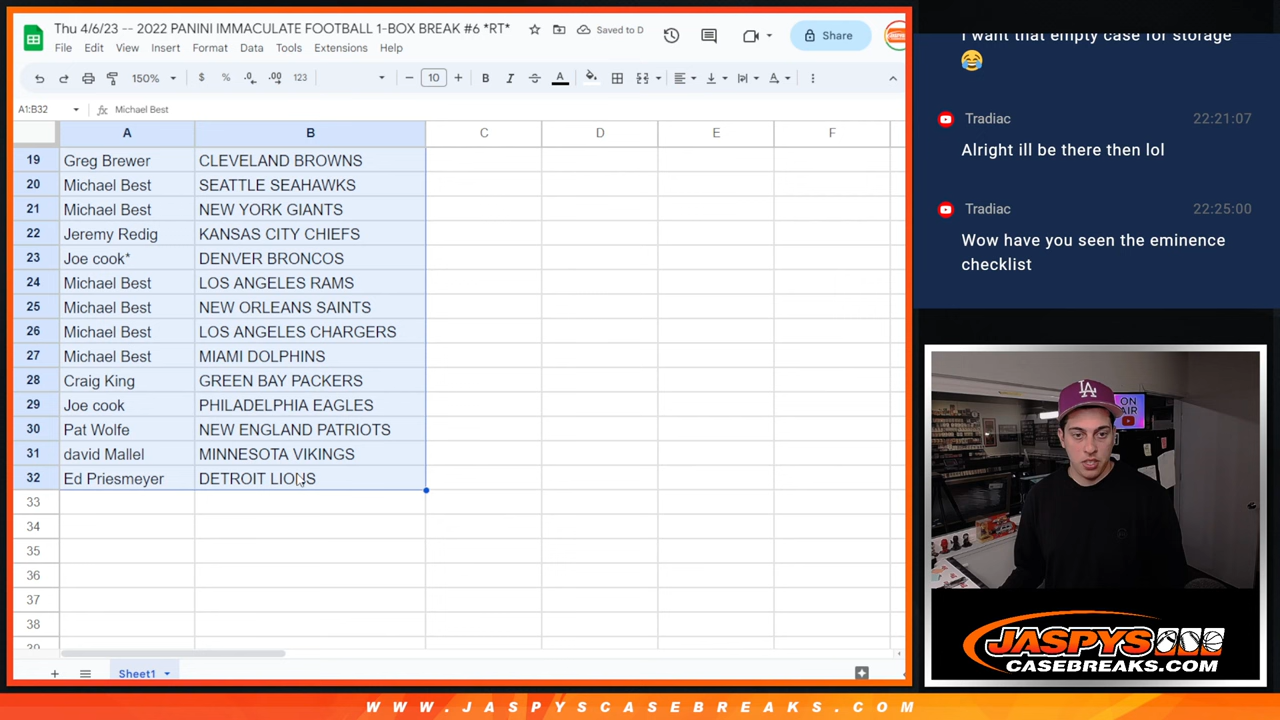 Thu 4/6/23 -- 2022 PANINI IMMACULATE FOOTBALL 1-BOX BREAK #6 *RT*
Saved to D
Share
File Edit View Insert Format Data Tools Extensions Help
150% $ % .0 .00 123 10 B I A
A1:B32 fx Michael Best
A B C D E F
19 Greg Brewer CLEVELAND BROWNS
20 Michael Best SEATTLE SEAHAWKS
21 Michael Best NEW YORK GIANTS
22 Jeremy Redig KANSAS CITY CHIEFS
23 Joe cook* DENVER BRONCOS
24 Michael Best LOS ANGELES RAMS
25 Michael Best NEW ORLEANS SAINTS
26 Michael Best LOS ANGELES CHARGERS
27 Michael Best MIAMI DOLPHINS
28 Craig King GREEN BAY PACKERS
29 Joe cook PHILADELPHIA EAGLES
30 Pat Wolfe NEW ENGLAND PATRIOTS
31 david Mallel MINNESOTA VIKINGS
32 Ed Priesmeyer DETROIT LIONS
33
34
35
36
37
38
Sheet1
I want that empty case for storage
😂
Tradiac 22:21:07
Alright ill be there then lol
Tradiac 22:25:00
Wow have you seen the eminence
checklist
LA
ON
AIR
JASPYS
CASEBREAKS.COM
WWW.JASPYSCASEBREAKS.COM